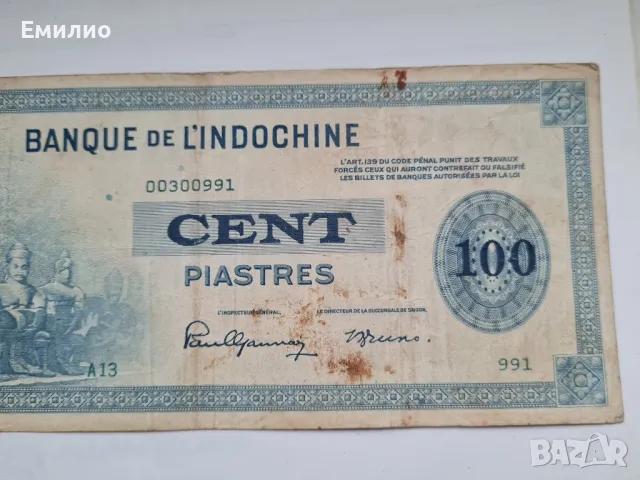 Емилио
BANQUE DE L'INDOCHINE
L'ART. 139 DU CODE PÉNAL PUNIT DES TRAVAUX
FORCÉS CEUX QUI AURONT CONTREFAIT OU FALSIFIÉ
LES BILLETS DE BANQUES AUTORISÉES PAR LA LOI
00300991
CENT
100
PIASTRES
L'INSPECTEUR GÉNÉRAL,
LE DIRECTEUR DE LA SUCCURSALE DE SAIGON,
A13
991
BAZAR